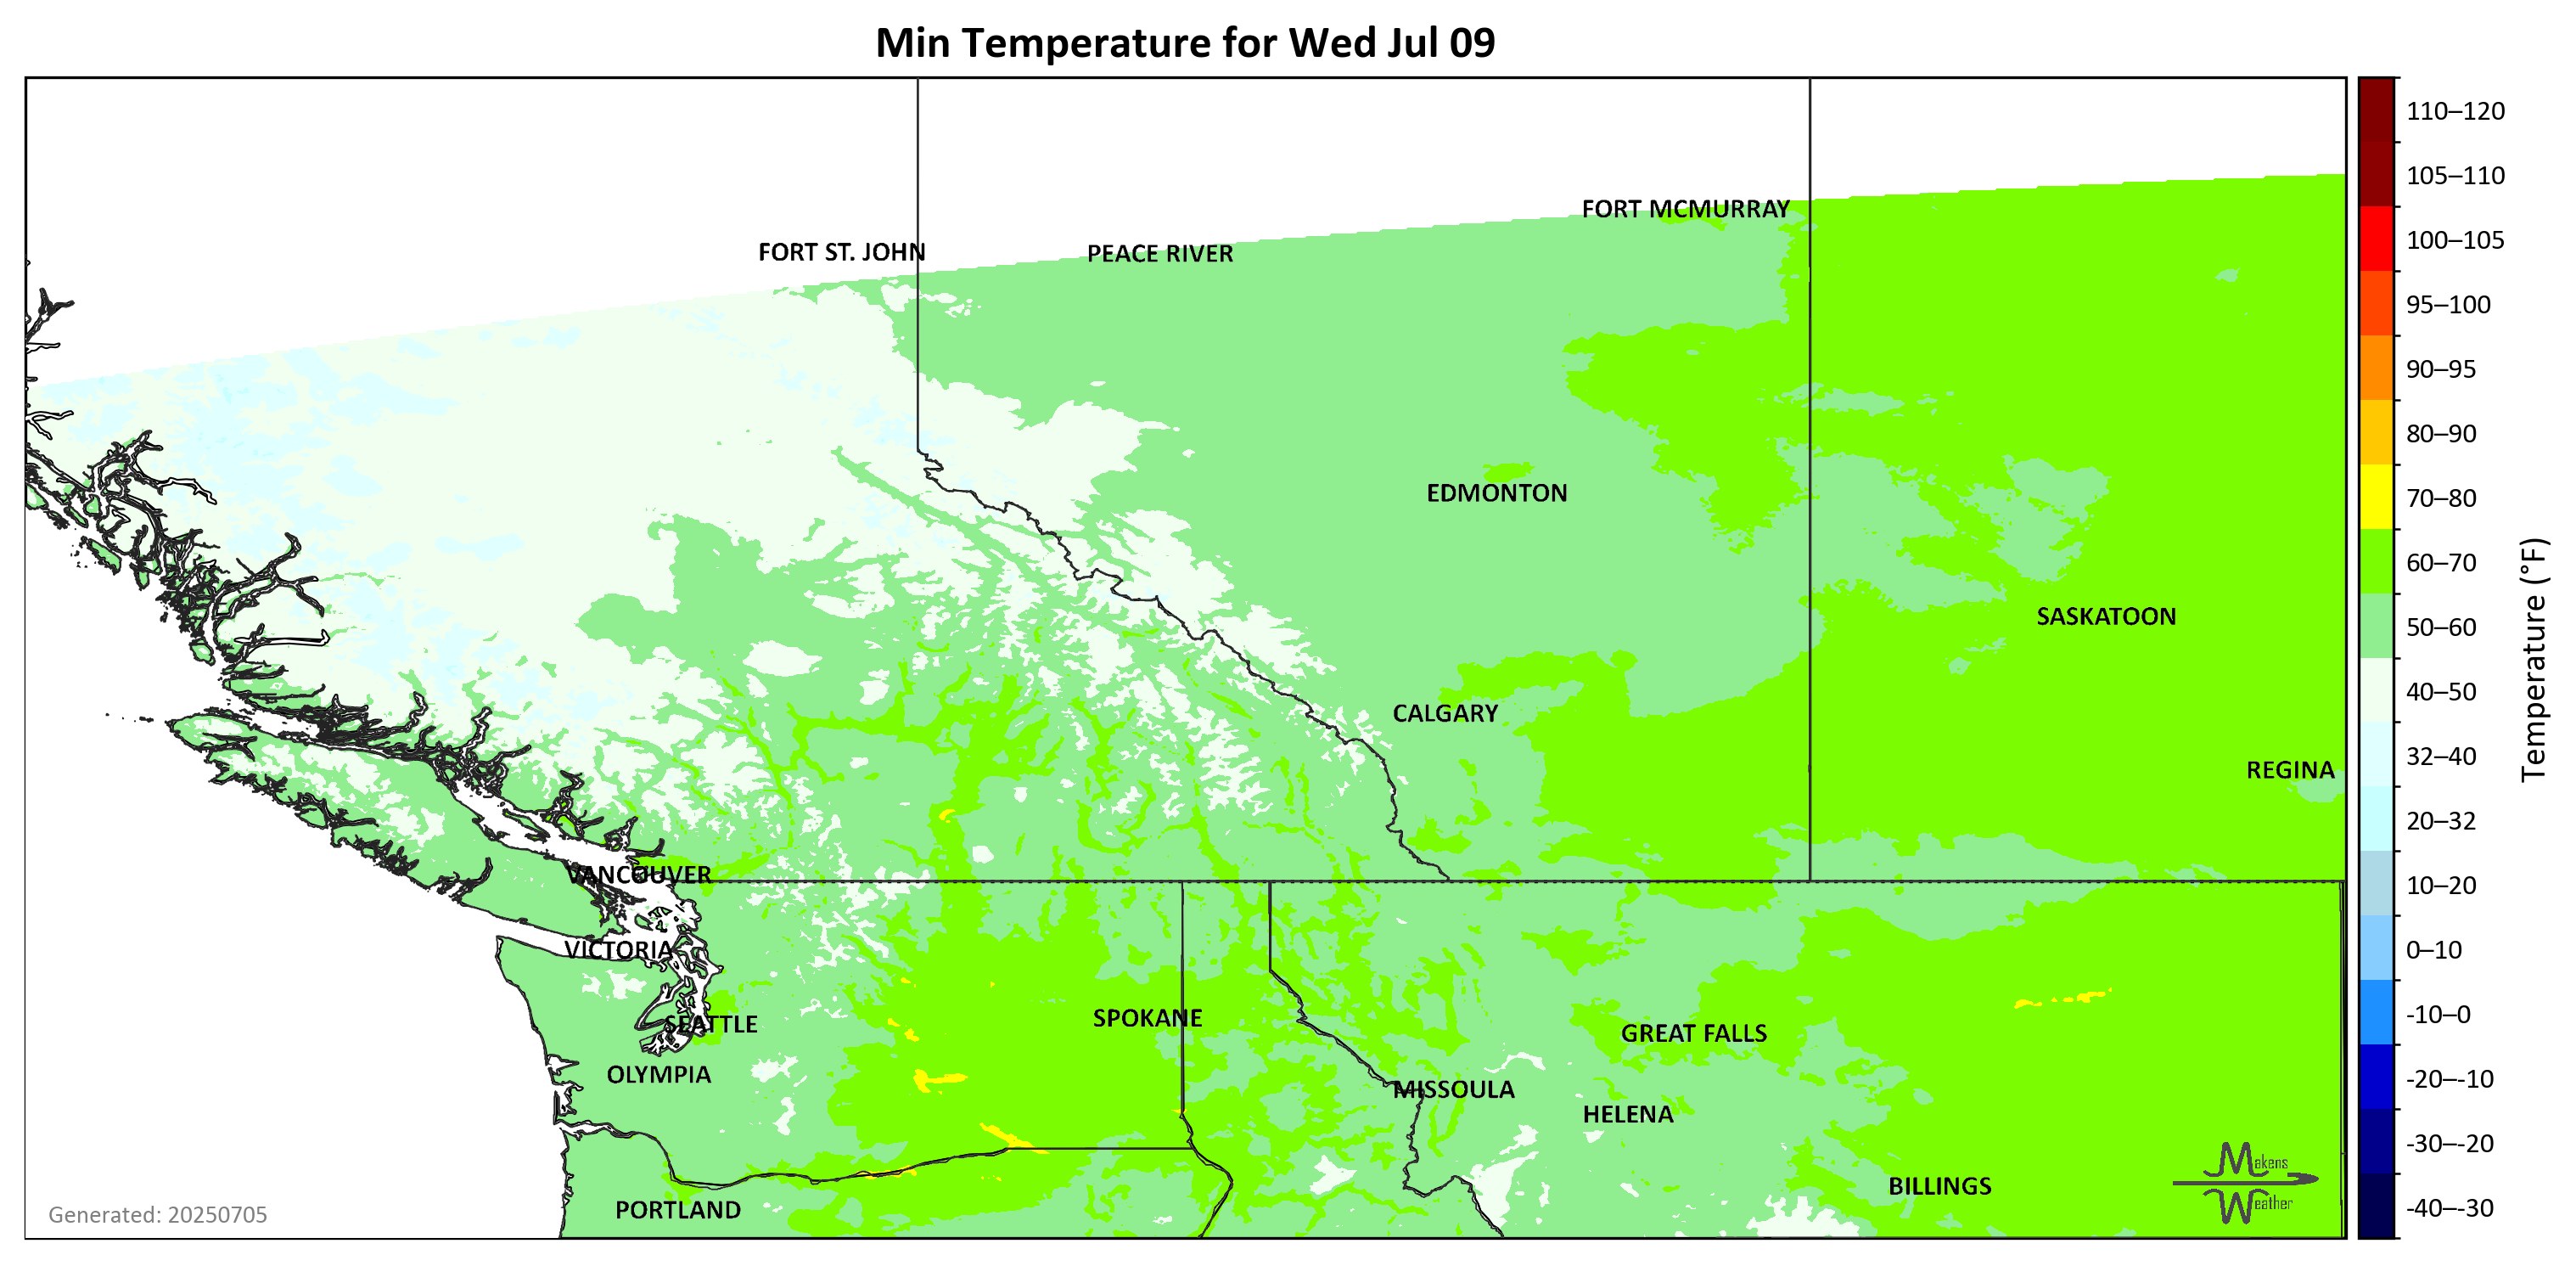 Min Temperature for Wed Jul 09
110–120
105–110
100–105
95–100
90–95
80–90
70–80
60–70
50–60
40–50
32–40
20–32
10–20
0–10
-10–0
-20–-10
-30–-20
-40–-30
Temperature (°F)
FORT MCMURRAY
FORT ST. JOHN
PEACE RIVER
EDMONTON
SASKATOON
CALGARY
REGINA
VANCOUVER
VICTORIA
SEATTLE
SPOKANE
GREAT FALLS
OLYMPIA
MISSOULA
HELENA
BILLINGS
PORTLAND
Makens
Weather
Generated: 20250705